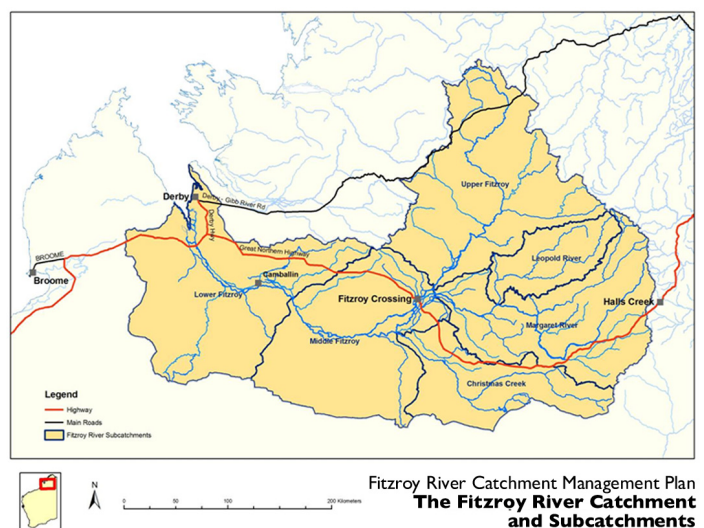 Upper Fitzroy
Derby
Derby - Gibb River Rd
Derby Hwy
Great Northern Highway
BROOME
Broome
Leopold River
Camballin
Lower Fitzroy
Fitzroy Crossing
Halls Creek
Margaret River
Middle Fitzroy
Christmas Creek
Legend
Highway
Main Roads
Fitzroy River Subcatchments
N
0 50 100 200 Kilometers
Fitzroy River Catchment Management Plan
The Fitzroy River Catchment
and Subcatchments